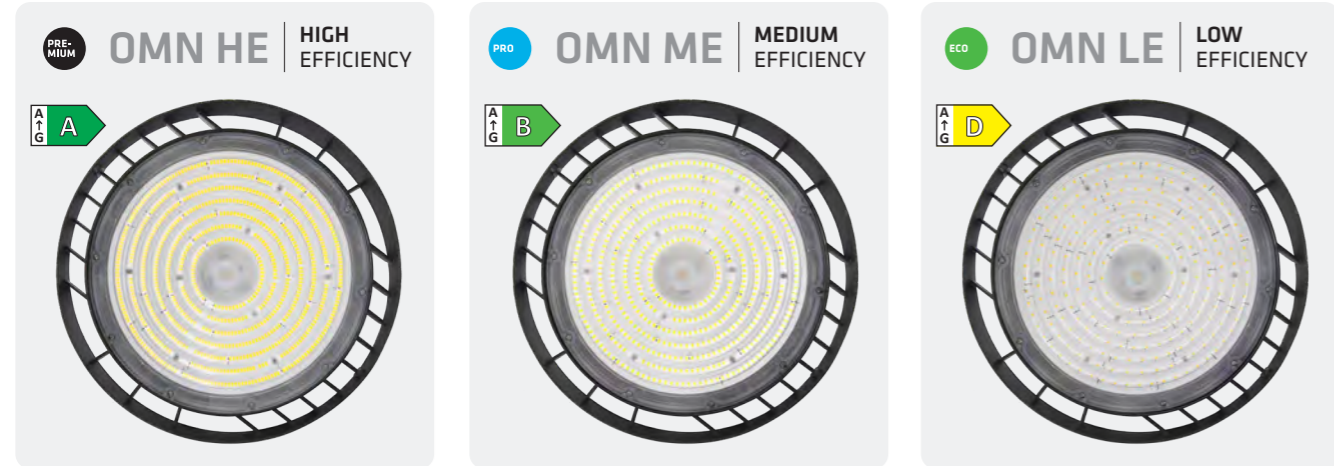 PRE-
MIUM
OMN HE
HIGH
EFFICIENCY
A
↑
G
A
PRO
OMN ME
MEDIUM
EFFICIENCY
A
↑
G
B
ECO
OMN LE
LOW
EFFICIENCY
A
↑
G
D